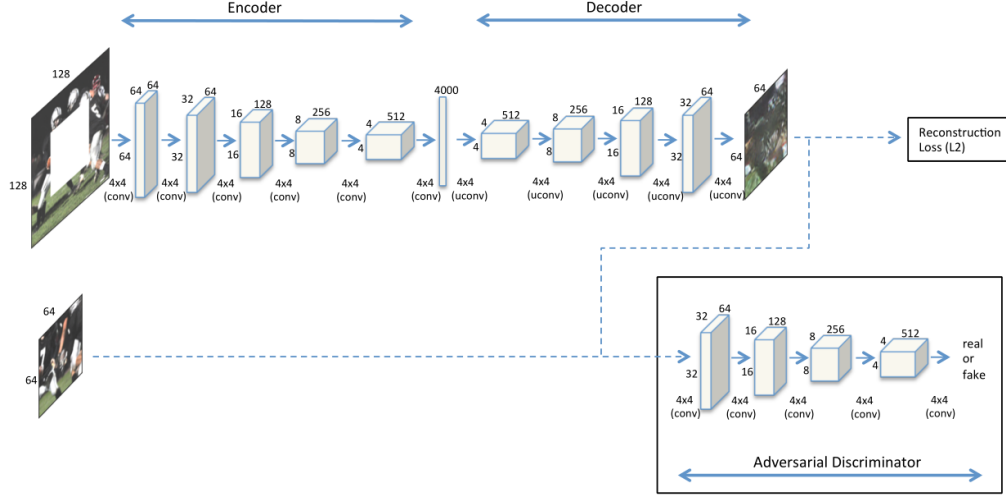 Encoder
Decoder
128
128
64 64
64
4x4
(conv)
32 64
32
4x4
(conv)
16 128
16
4x4
(conv)
8 256
8
4x4
(conv)
4 512
4
4x4
(conv)
4000
4x4
(conv)
4x4
(uconv)
4 512
4
8 256
8
4x4
(uconv)
16 128
16
4x4
(uconv)
32 64
32
4x4
(uconv)
64
64
4x4
(uconv)
Reconstruction
Loss (L2)
64
64
32 64
32
4x4
(conv)
16 128
16
4x4
(conv)
8 256
8
4x4
(conv)
4 512
4
4x4
(conv)
4x4
(conv)
real
or
fake
Adversarial Discriminator